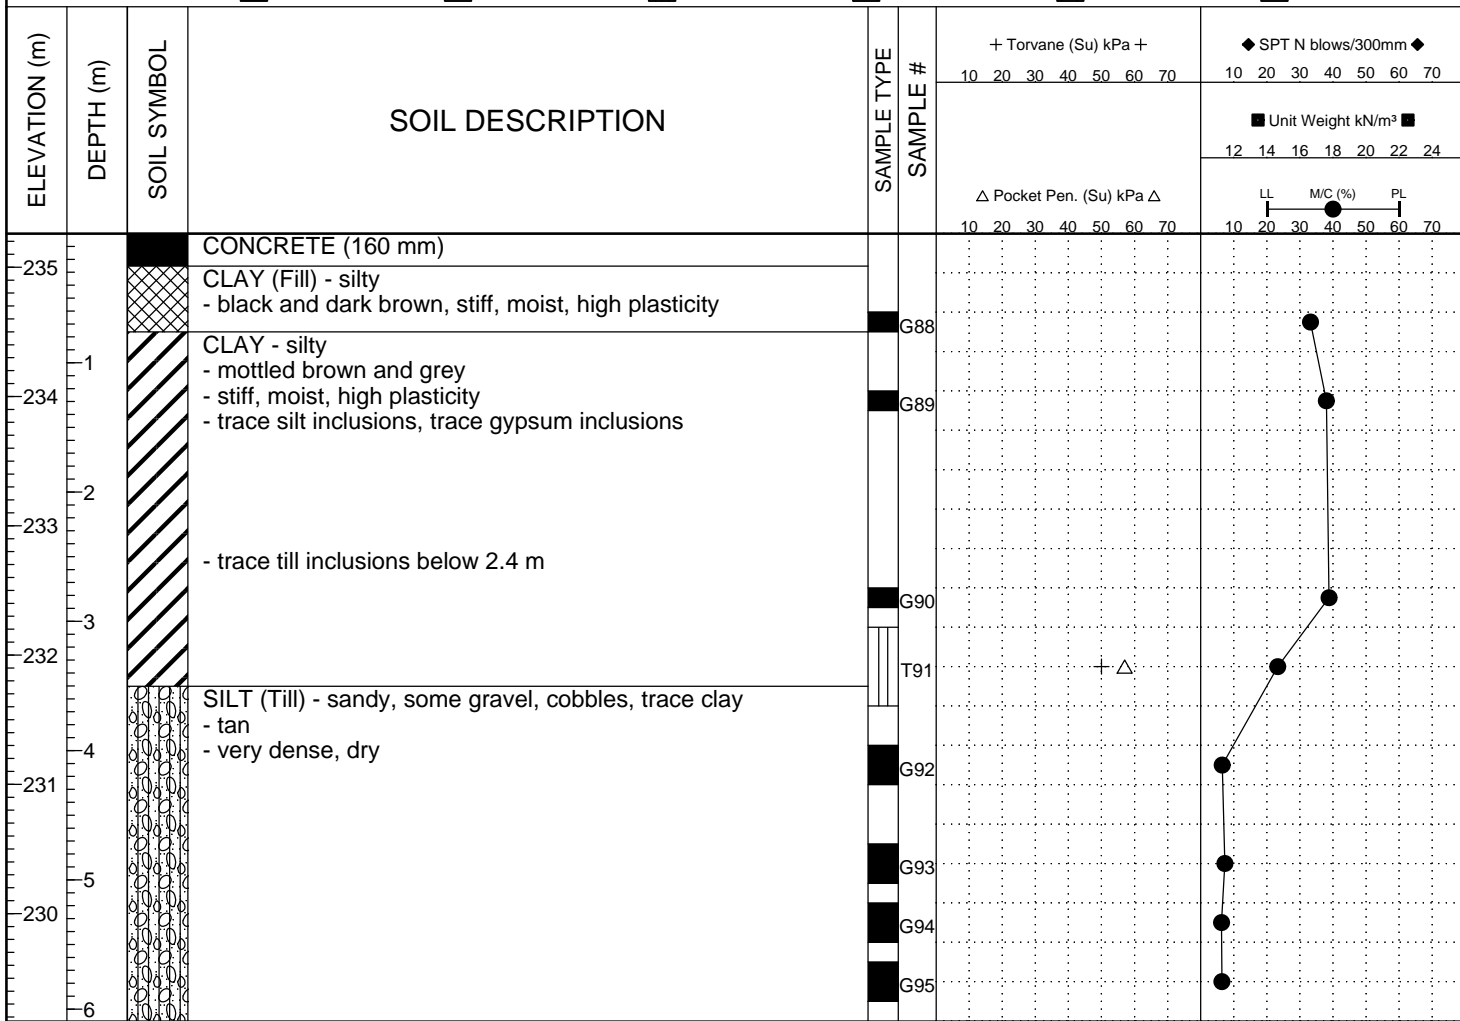 ELEVATION (m)
DEPTH (m)
SOIL SYMBOL
SOIL DESCRIPTION
SAMPLE TYPE
SAMPLE #
+ Torvane (Su) kPa +
10 20 30 40 50 60 70
△ Pocket Pen. (Su) kPa △
10 20 30 40 50 60 70
◆ SPT N blows/300mm ◆
10 20 30 40 50 60 70
■ Unit Weight kN/m³ ■
12 14 16 18 20 22 24
LL M/C (%) PL
10 20 30 40 50 60 70
CONCRETE (160 mm)
235
CLAY (Fill) - silty
- black and dark brown, stiff, moist, high plasticity
G88
CLAY - silty
1
- mottled brown and grey
234
- stiff, moist, high plasticity
G89
- trace silt inclusions, trace gypsum inclusions
2
233
- trace till inclusions below 2.4 m
G90
3
232
T91
SILT (Till) - sandy, some gravel, cobbles, trace clay
- tan
4
- very dense, dry
G92
231
G93
5
230
G94
G95
6